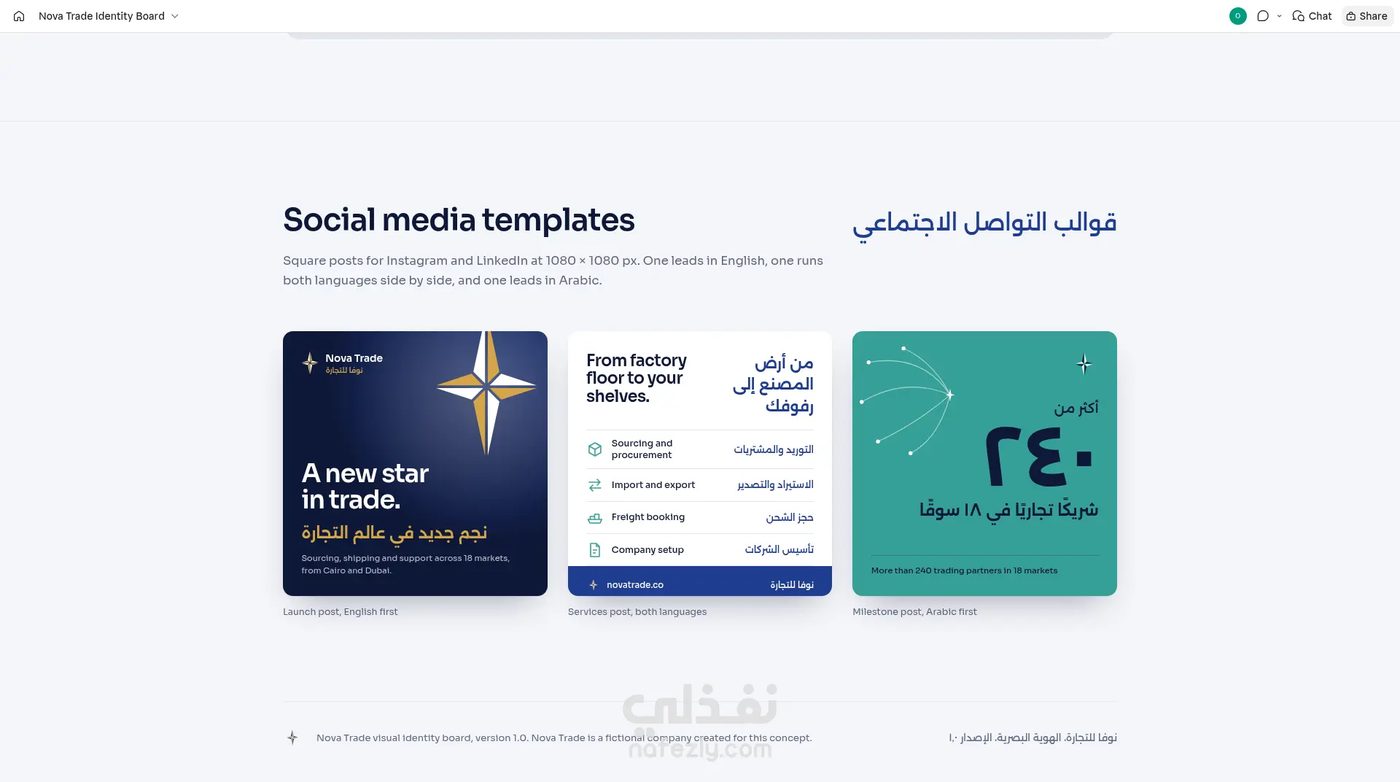 Nova Trade Identity Board
O
Chat
Share
Social media templates
قوالب التواصل الاجتماعي
Square posts for Instagram and LinkedIn at 1080 × 1080 px. One leads in English, one runs
both languages side by side, and one leads in Arabic.
Nova Trade
نوفا للتجارة
A new star
in trade.
نجم جديد في عالم التجارة
Sourcing, shipping and support across 18 markets,
from Cairo and Dubai.
Launch post, English first
From factory
floor to your
shelves.
من أرض
المصنع إلى
رفوفك
Sourcing and
procurement
التوريد والمشتريات
Import and export
الاستيراد والتصدير
Freight booking
حجز الشحن
Company setup
تأسيس الشركات
novatrade.co
نوفا للتجارة
Services post, both languages
أكثر من
٢٤٠
شريكًا تجاريًا في ١٨ سوقًا
More than 240 trading partners in 18 markets
Milestone post, Arabic first
نفذلي
nafezly.com
Nova Trade visual identity board, version 1.0. Nova Trade is a fictional company created for this concept.
نوفا للتجارة، الهوية البصرية، الإصدار ١.٠